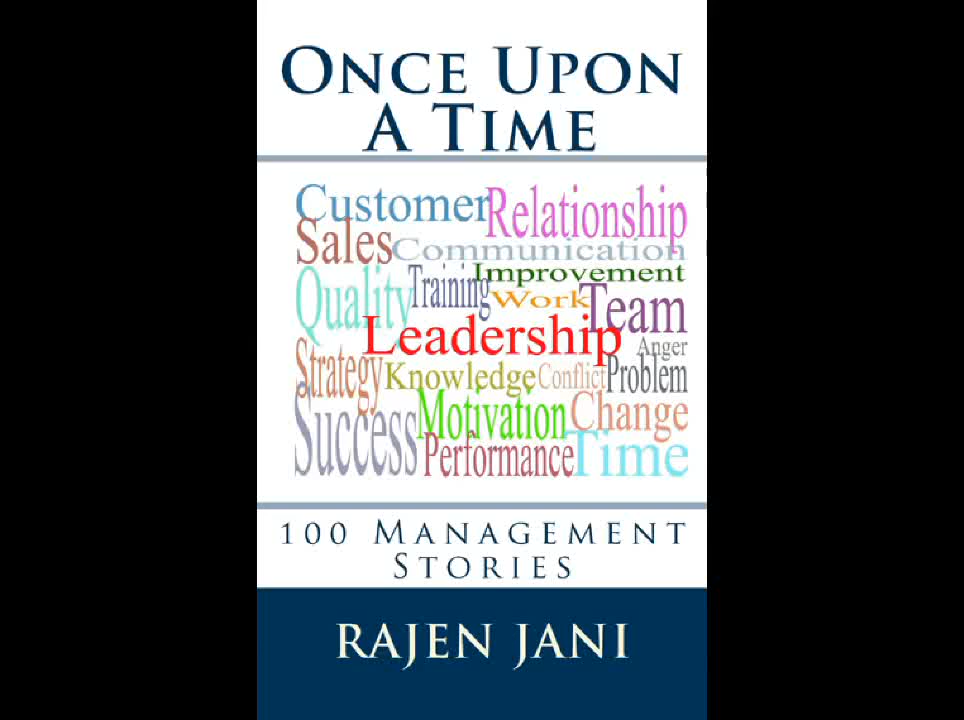 ONCE UPON
A TIME
Customer Relationship
Sales Communication
Quality Training Improvement
Work Team
Leadership Anger
Strategy Knowledge Conflict Problem
Success Motivation Change
Performance Time
100 MANAGEMENT
STORIES
RAJEN JANI